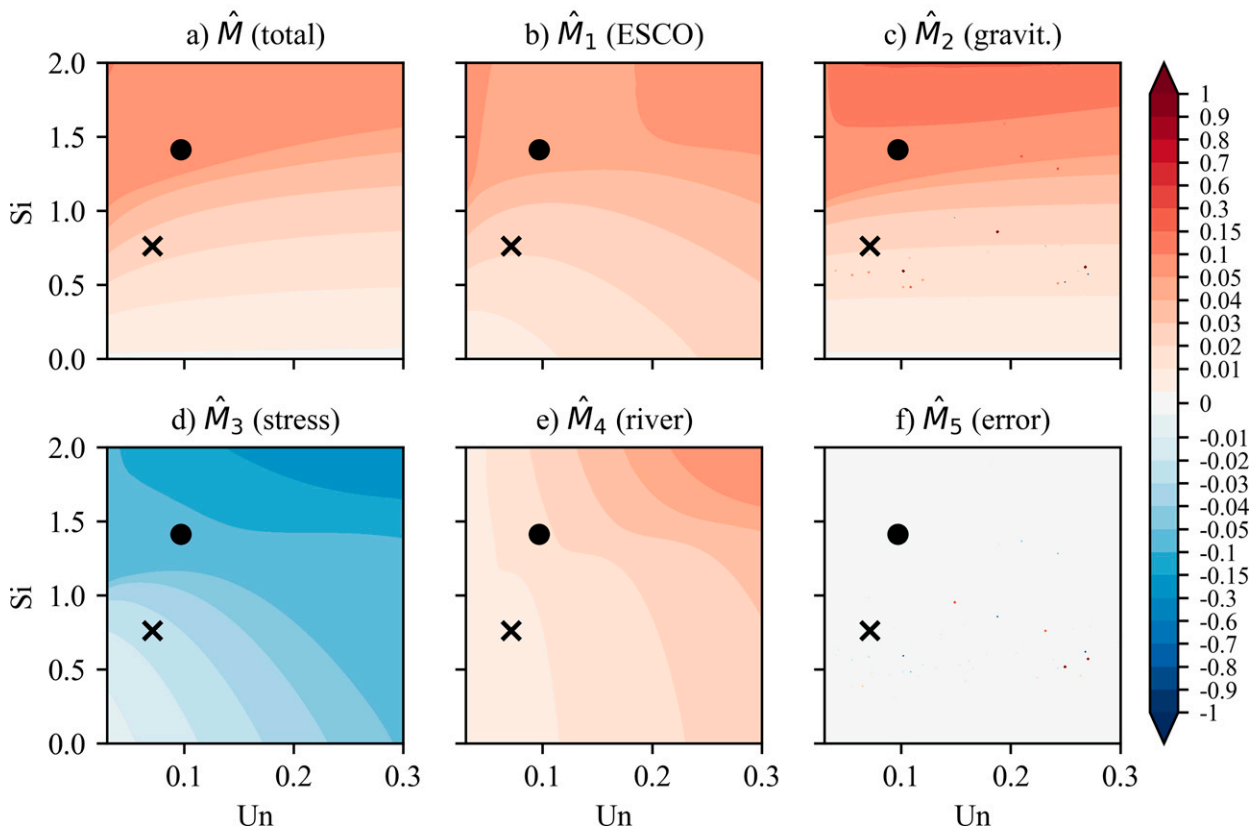 a) M̂ (total)
b) M̂₁ (ESCO)
c) M̂₂ (gravit.)
2.0
1.5
1.0
0.5
0.0
Si
1
0.9
0.8
0.7
0.6
0.3
0.15
0.1
0.05
0.04
0.03
0.02
0.01
0
-0.01
-0.02
-0.03
-0.04
-0.05
-0.1
-0.15
-0.3
-0.6
-0.7
-0.8
-0.9
-1
d) M̂₃ (stress)
e) M̂₄ (river)
f) M̂₅ (error)
2.0
1.5
1.0
0.5
0.0
Si
0.1 0.2 0.3
0.1 0.2 0.3
0.1 0.2 0.3
Un
Un
Un